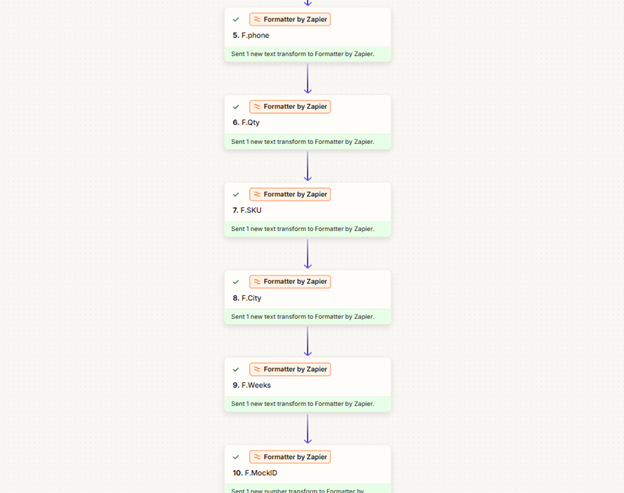 Formatter by Zapier
5. F.phone
Sent 1 new text transform to Formatter by Zapier.
Formatter by Zapier
6. F.Qty
Sent 1 new text transform to Formatter by Zapier.
Formatter by Zapier
7. F.SKU
Sent 1 new text transform to Formatter by Zapier.
Formatter by Zapier
8. F.City
Sent 1 new text transform to Formatter by Zapier.
Formatter by Zapier
9. F.Weeks
Sent 1 new text transform to Formatter by Zapier.
Formatter by Zapier
10. F.MockID
Sent 1 new number transform to Formatter by